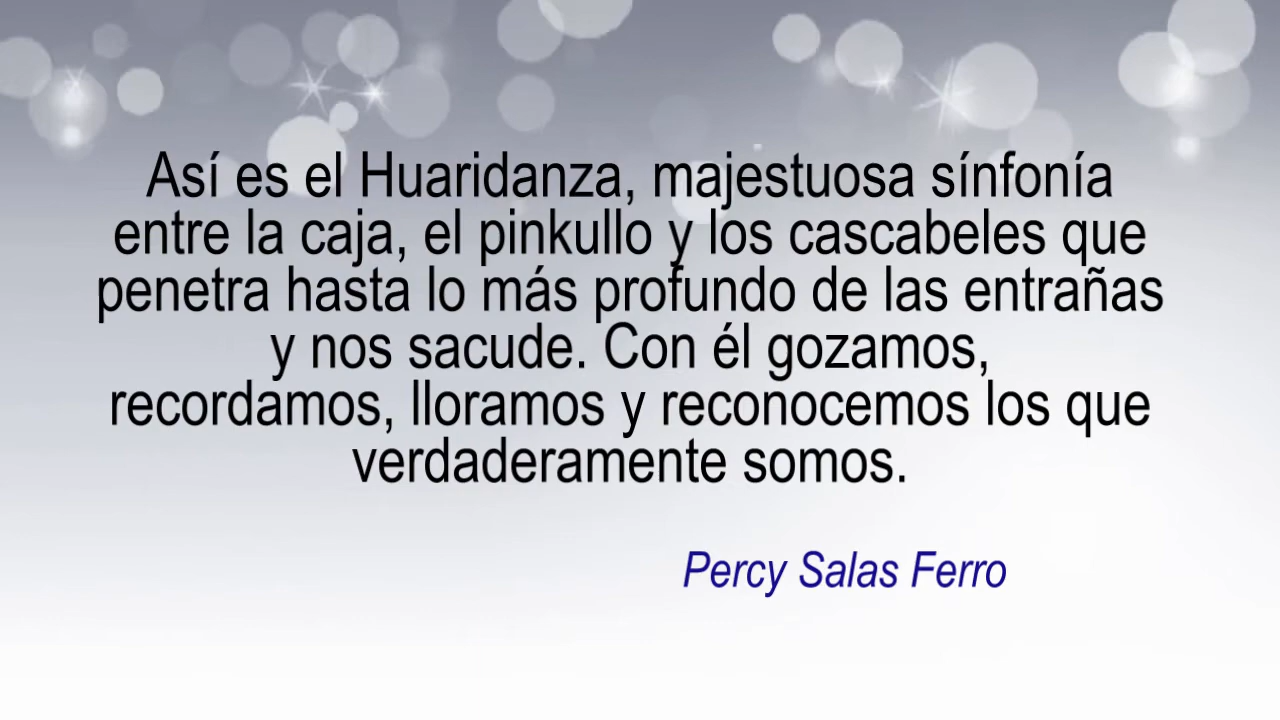 Así es el Huaridanza, majestuosa sínfonía
entre la caja, el pinkullo y los cascabeles que
penetra hasta lo más profundo de las entrañas
y nos sacude. Con él gozamos,
recordamos, lloramos y reconocemos los que
verdaderamente somos.
Percy Salas Ferro